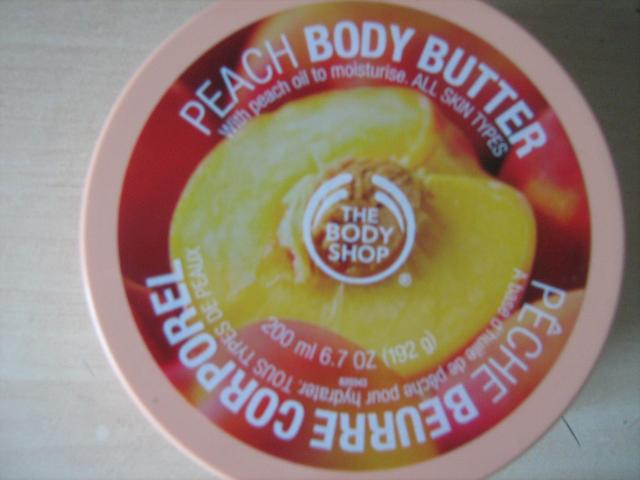 PEACH BODY BUTTER
With peach oil to moisturise. ALL SKIN TYPES
THE
BODY
SHOP
®
200 ml 6.7 OZ (192 g)
PÊCHE BEURRE CORPOREL
À base d'huile de pêche pour hydrater. TOUS TYPES DE PEAUX